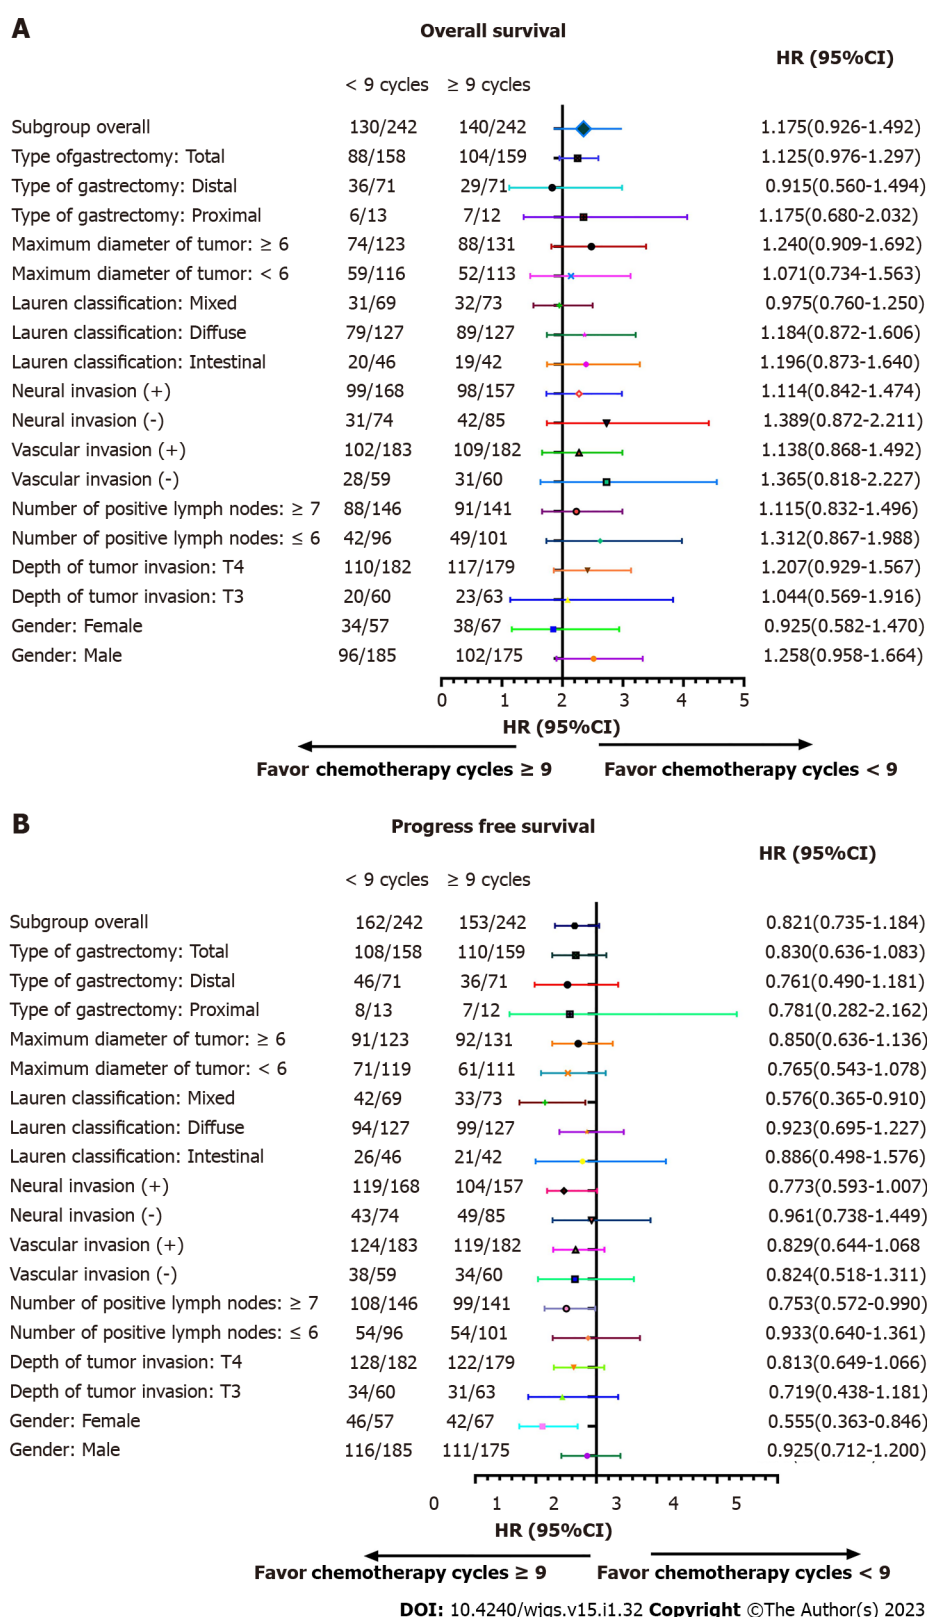 A
Overall survival
HR (95%CI)
< 9 cycles ≥ 9 cycles
Subgroup overall 130/242 140/242 1.175(0.926-1.492)
Type ofgastrectomy: Total 88/158 104/159 1.125(0.976-1.297)
Type of gastrectomy: Distal 36/71 29/71 0.915(0.560-1.494)
Type of gastrectomy: Proximal 6/13 7/12 1.175(0.680-2.032)
Maximum diameter of tumor: ≥ 6 74/123 88/131 1.240(0.909-1.692)
Maximum diameter of tumor: < 6 59/116 52/113 1.071(0.734-1.563)
Lauren classification: Mixed 31/69 32/73 0.975(0.760-1.250)
Lauren classification: Diffuse 79/127 89/127 1.184(0.872-1.606)
Lauren classification: Intestinal 20/46 19/42 1.196(0.873-1.640)
Neural invasion (+) 99/168 98/157 1.114(0.842-1.474)
Neural invasion (-) 31/74 42/85 1.389(0.872-2.211)
Vascular invasion (+) 102/183 109/182 1.138(0.868-1.492)
Vascular invasion (-) 28/59 31/60 1.365(0.818-2.227)
Number of positive lymph nodes: ≥ 7 88/146 91/141 1.115(0.832-1.496)
Number of positive lymph nodes: ≤ 6 42/96 49/101 1.312(0.867-1.988)
Depth of tumor invasion: T4 110/182 117/179 1.207(0.929-1.567)
Depth of tumor invasion: T3 20/60 23/63 1.044(0.569-1.916)
Gender: Female 34/57 38/67 0.925(0.582-1.470)
Gender: Male 96/185 102/175 1.258(0.958-1.664)
0 1 2 3 4 5
HR (95%CI)
Favor chemotherapy cycles ≥ 9 Favor chemotherapy cycles < 9
B
Progress free survival
HR (95%CI)
< 9 cycles ≥ 9 cycles
Subgroup overall 162/242 153/242 0.821(0.735-1.184)
Type of gastrectomy: Total 108/158 110/159 0.830(0.636-1.083)
Type of gastrectomy: Distal 46/71 36/71 0.761(0.490-1.181)
Type of gastrectomy: Proximal 8/13 7/12 0.781(0.282-2.162)
Maximum diameter of tumor: ≥ 6 91/123 92/131 0.850(0.636-1.136)
Maximum diameter of tumor: < 6 71/119 61/111 0.765(0.543-1.078)
Lauren classification: Mixed 42/69 33/73 0.576(0.365-0.910)
Lauren classification: Diffuse 94/127 99/127 0.923(0.695-1.227)
Lauren classification: Intestinal 26/46 21/42 0.886(0.498-1.576)
Neural invasion (+) 119/168 104/157 0.773(0.593-1.007)
Neural invasion (-) 43/74 49/85 0.961(0.738-1.449)
Vascular invasion (+) 124/183 119/182 0.829(0.644-1.068
Vascular invasion (-) 38/59 34/60 0.824(0.518-1.311)
Number of positive lymph nodes: ≥ 7 108/146 99/141 0.753(0.572-0.990)
Number of positive lymph nodes: ≤ 6 54/96 54/101 0.933(0.640-1.361)
Depth of tumor invasion: T4 128/182 122/179 0.813(0.649-1.066)
Depth of tumor invasion: T3 34/60 31/63 0.719(0.438-1.181)
Gender: Female 46/57 42/67 0.555(0.363-0.846)
Gender: Male 116/185 111/175 0.925(0.712-1.200)
0 1 2 3 4 5
HR (95%CI)
Favor chemotherapy cycles ≥ 9 Favor chemotherapy cycles < 9
DOI: 10.4240/wjgs.v15.i1.32 Copyright ©The Author(s) 2023